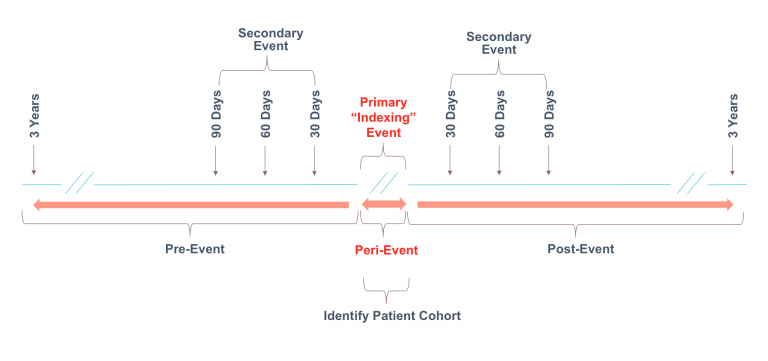 Secondary
Event
Secondary
Event
3 Years
90 Days
60 Days
30 Days
Primary
“Indexing”
Event
30 Days
60 Days
90 Days
3 Years
Pre-Event
Peri-Event
Post-Event
Identify Patient Cohort